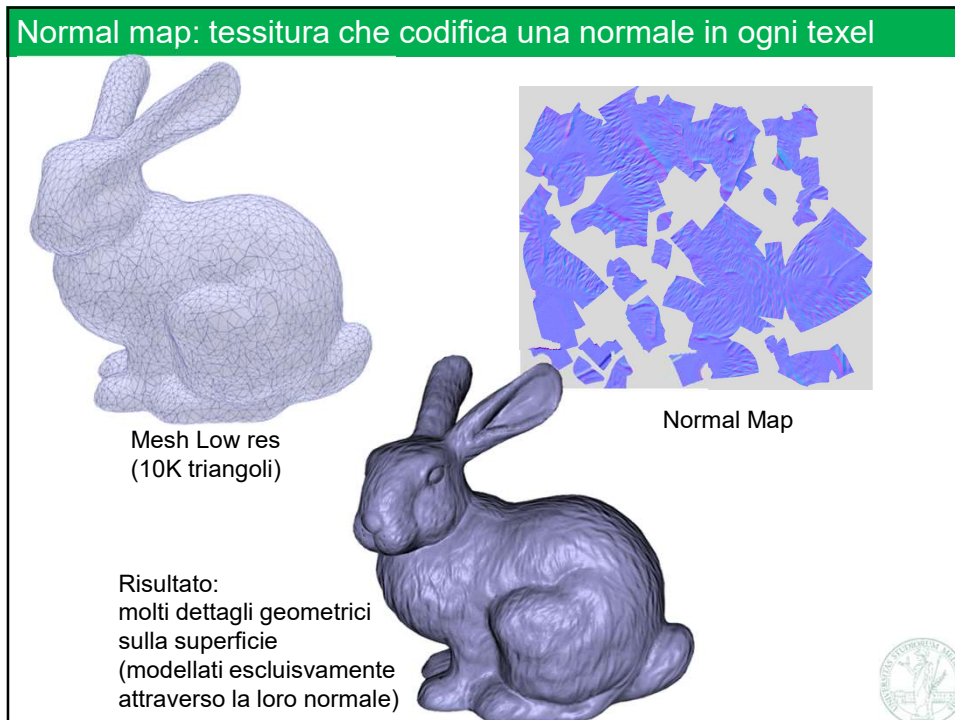 Normal map: tessitura che codifica una normale in ogni texel
Mesh Low res
(10K triangoli)
Normal Map
Risultato:
molti dettagli geometrici
sulla superficie
(modellati escluisvamente
attraverso la loro normale)